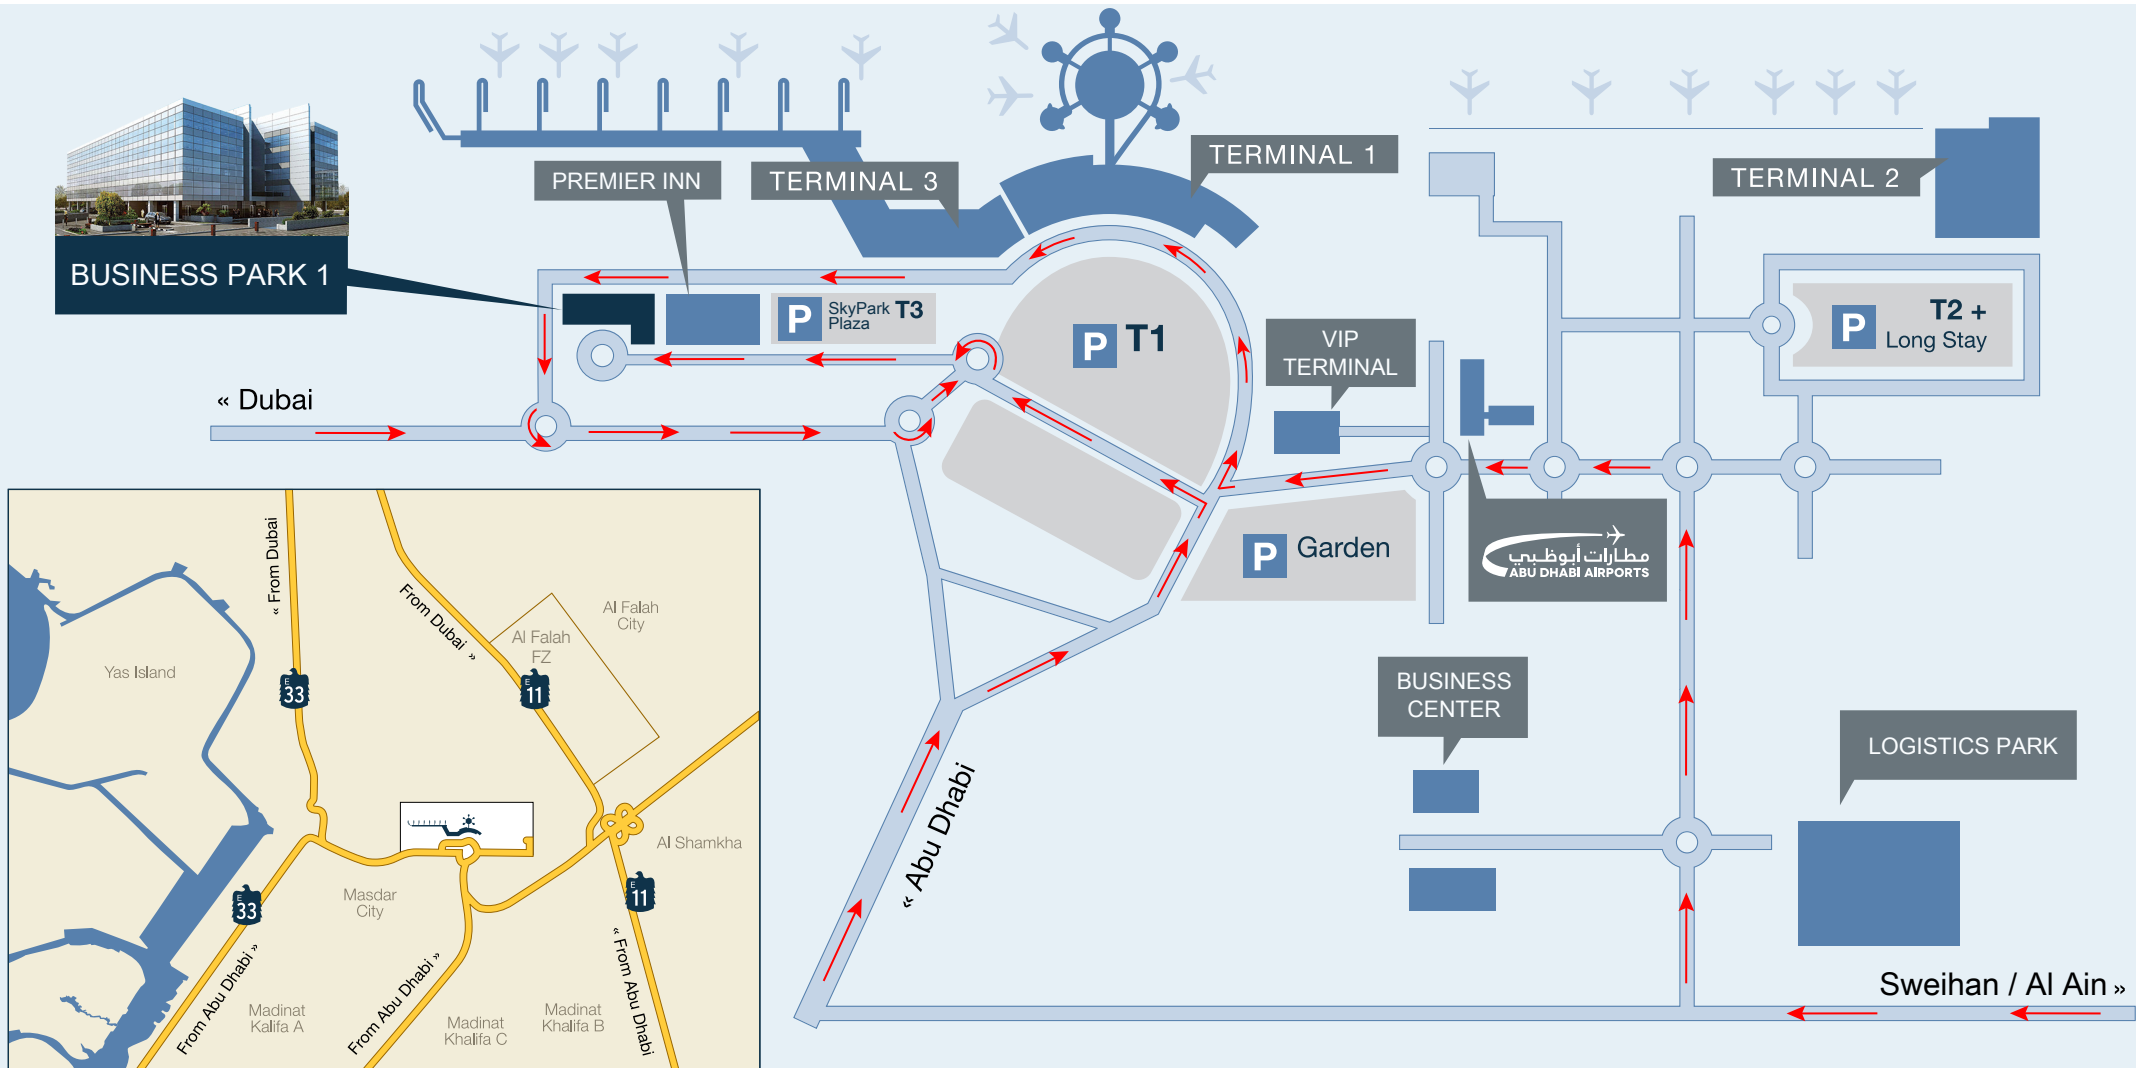 TERMINAL 1
PREMIER INN
TERMINAL 3
TERMINAL 2
BUSINESS PARK 1
P
SkyPark T3
Plaza
P T1
VIP
TERMINAL
P
T2 +
Long Stay
« Dubai
P Garden
مطارات أبوظبي
ABU DHABI AIRPORTS
BUSINESS
CENTER
LOGISTICS PARK
« Abu Dhabi
Sweihan / Al Ain »
« From Dubai
From Dubai »
Al Falah
City
Al Falah
FZ
Yas Island
E
33
E
11
Al Shamkha
Masdar
City
E
33
E
11
From Abu Dhabi »
From Abu Dhabi »
« From Abu Dhabi
Madinat
Kalifa A
Madinat
Khalifa C
Madinat
Khalifa B